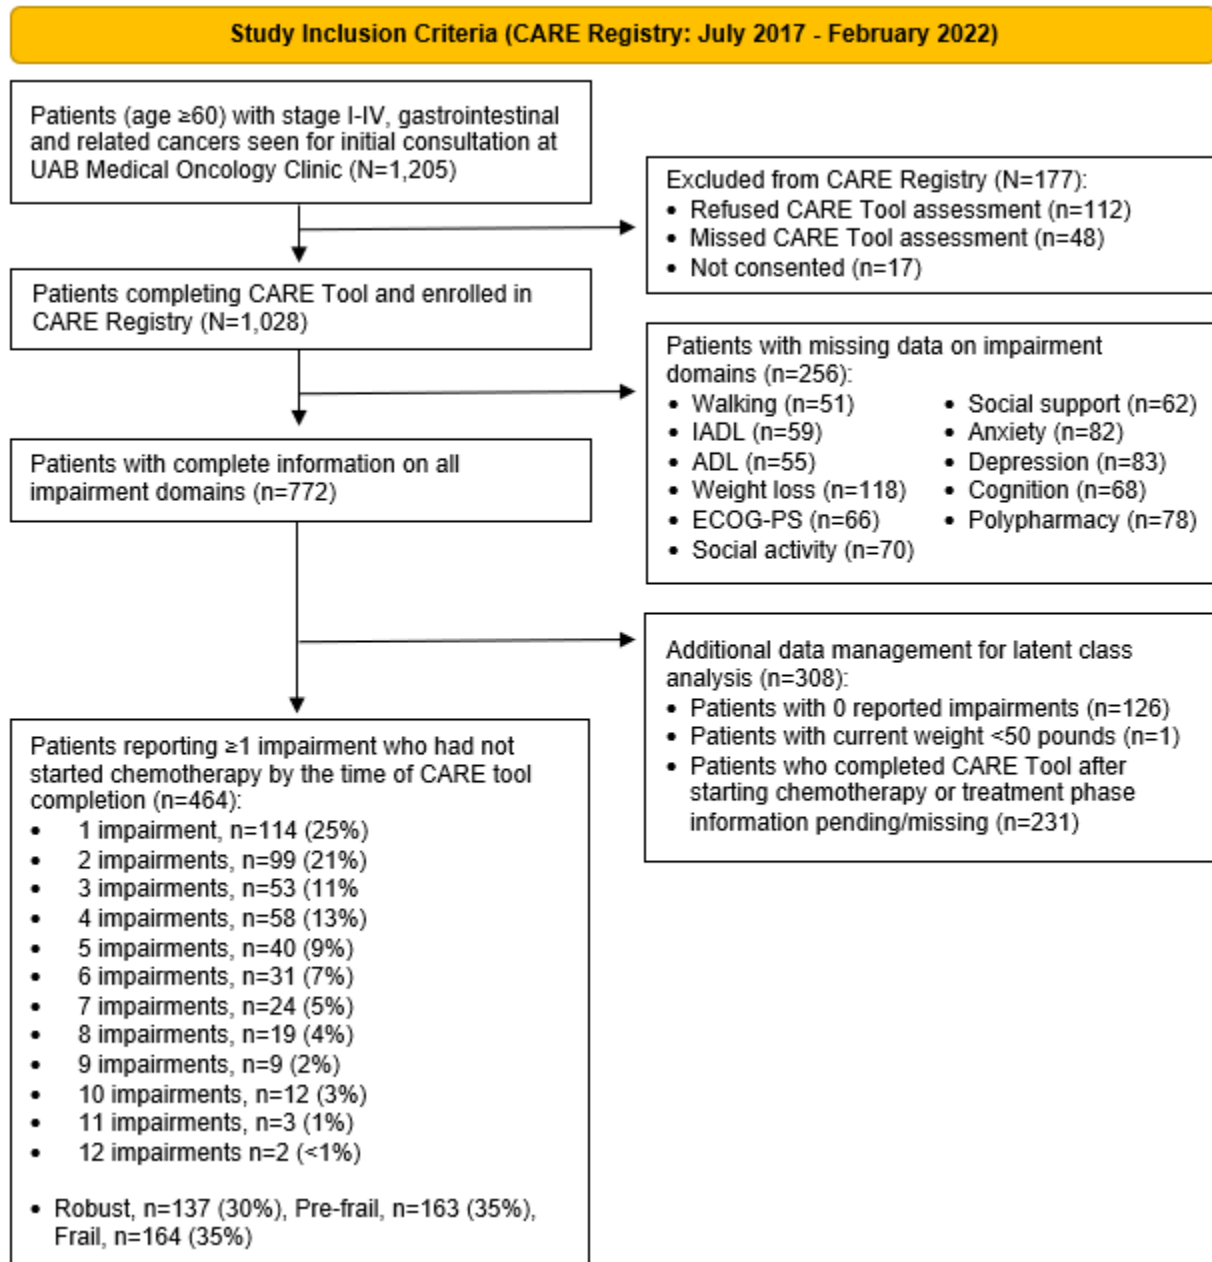 Study Inclusion Criteria (CARE Registry: July 2017 - February 2022)
Patients (age ≥60) with stage I-IV, gastrointestinal
and related cancers seen for initial consultation at
UAB Medical Oncology Clinic (N=1,205)
Excluded from CARE Registry (N=177):
• Refused CARE Tool assessment (n=112)
• Missed CARE Tool assessment (n=48)
• Not consented (n=17)
Patients completing CARE Tool and enrolled in
CARE Registry (N=1,028)
Patients with missing data on impairment
domains (n=256):
• Walking (n=51)
• IADL (n=59)
• ADL (n=55)
• Weight loss (n=118)
• ECOG-PS (n=66)
• Social activity (n=70)
• Social support (n=62)
• Anxiety (n=82)
• Depression (n=83)
• Cognition (n=68)
• Polypharmacy (n=78)
Patients with complete information on all
impairment domains (n=772)
Additional data management for latent class
analysis (n=308):
• Patients with 0 reported impairments (n=126)
• Patients with current weight <50 pounds (n=1)
• Patients who completed CARE Tool after
starting chemotherapy or treatment phase
information pending/missing (n=231)
Patients reporting ≥1 impairment who had not
started chemotherapy by the time of CARE tool
completion (n=464):
• 1 impairment, n=114 (25%)
• 2 impairments, n=99 (21%)
• 3 impairments, n=53 (11%
• 4 impairments, n=58 (13%)
• 5 impairments, n=40 (9%)
• 6 impairments, n=31 (7%)
• 7 impairments, n=24 (5%)
• 8 impairments, n=19 (4%)
• 9 impairments, n=9 (2%)
• 10 impairments, n=12 (3%)
• 11 impairments, n=3 (1%)
• 12 impairments n=2 (<1%)
• Robust, n=137 (30%), Pre-frail, n=163 (35%),
Frail, n=164 (35%)